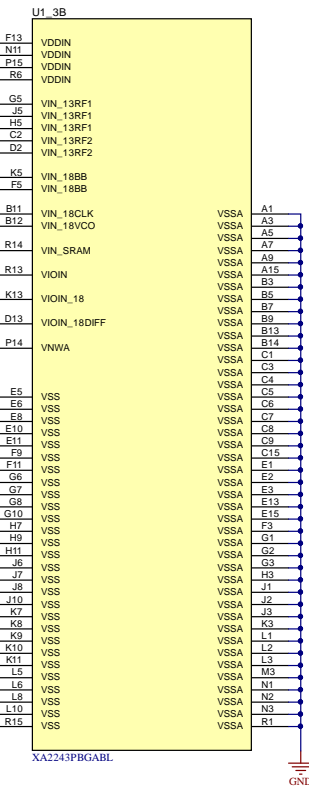 U1_3B
F13 VDDIN
N11 VDDIN
P15 VDDIN
R6 VDDIN
G5 VIN_13RF1
J5 VIN_13RF1
H5 VIN_13RF1
C2 VIN_13RF2
D2 VIN_13RF2
K5 VIN_18BB
F5 VIN_18BB
B11 VIN_18CLK VSSA A1
B12 VIN_18VCO VSSA A3
VSSA A5
R14 VIN_SRAM VSSA A7
VSSA A9
R13 VIOIN VSSA A15
VSSA B3
K13 VIOIN_18 VSSA B5
VSSA B7
D13 VIOIN_18DIFF VSSA B9
VSSA B13
P14 VNWA VSSA B14
VSSA C1
VSSA C3
VSSA C4
E5 VSS VSSA C5
E6 VSS VSSA C6
E8 VSS VSSA C7
E10 VSS VSSA C8
E11 VSS VSSA C9
F9 VSS VSSA C15
F11 VSS VSSA E1
G6 VSS VSSA E2
G7 VSS VSSA E3
G8 VSS VSSA E13
G10 VSS VSSA E15
H7 VSS VSSA F3
H9 VSS VSSA G1
H11 VSS VSSA G2
J6 VSS VSSA G3
J7 VSS VSSA H3
J8 VSS VSSA J1
J10 VSS VSSA J2
K7 VSS VSSA J3
K8 VSS VSSA K3
K9 VSS VSSA L1
K10 VSS VSSA L2
K11 VSS VSSA L3
L5 VSS VSSA M3
L6 VSS VSSA N1
L8 VSS VSSA N2
L10 VSS VSSA N3
R15 VSS VSSA R1
XA2243PBGABL
GND